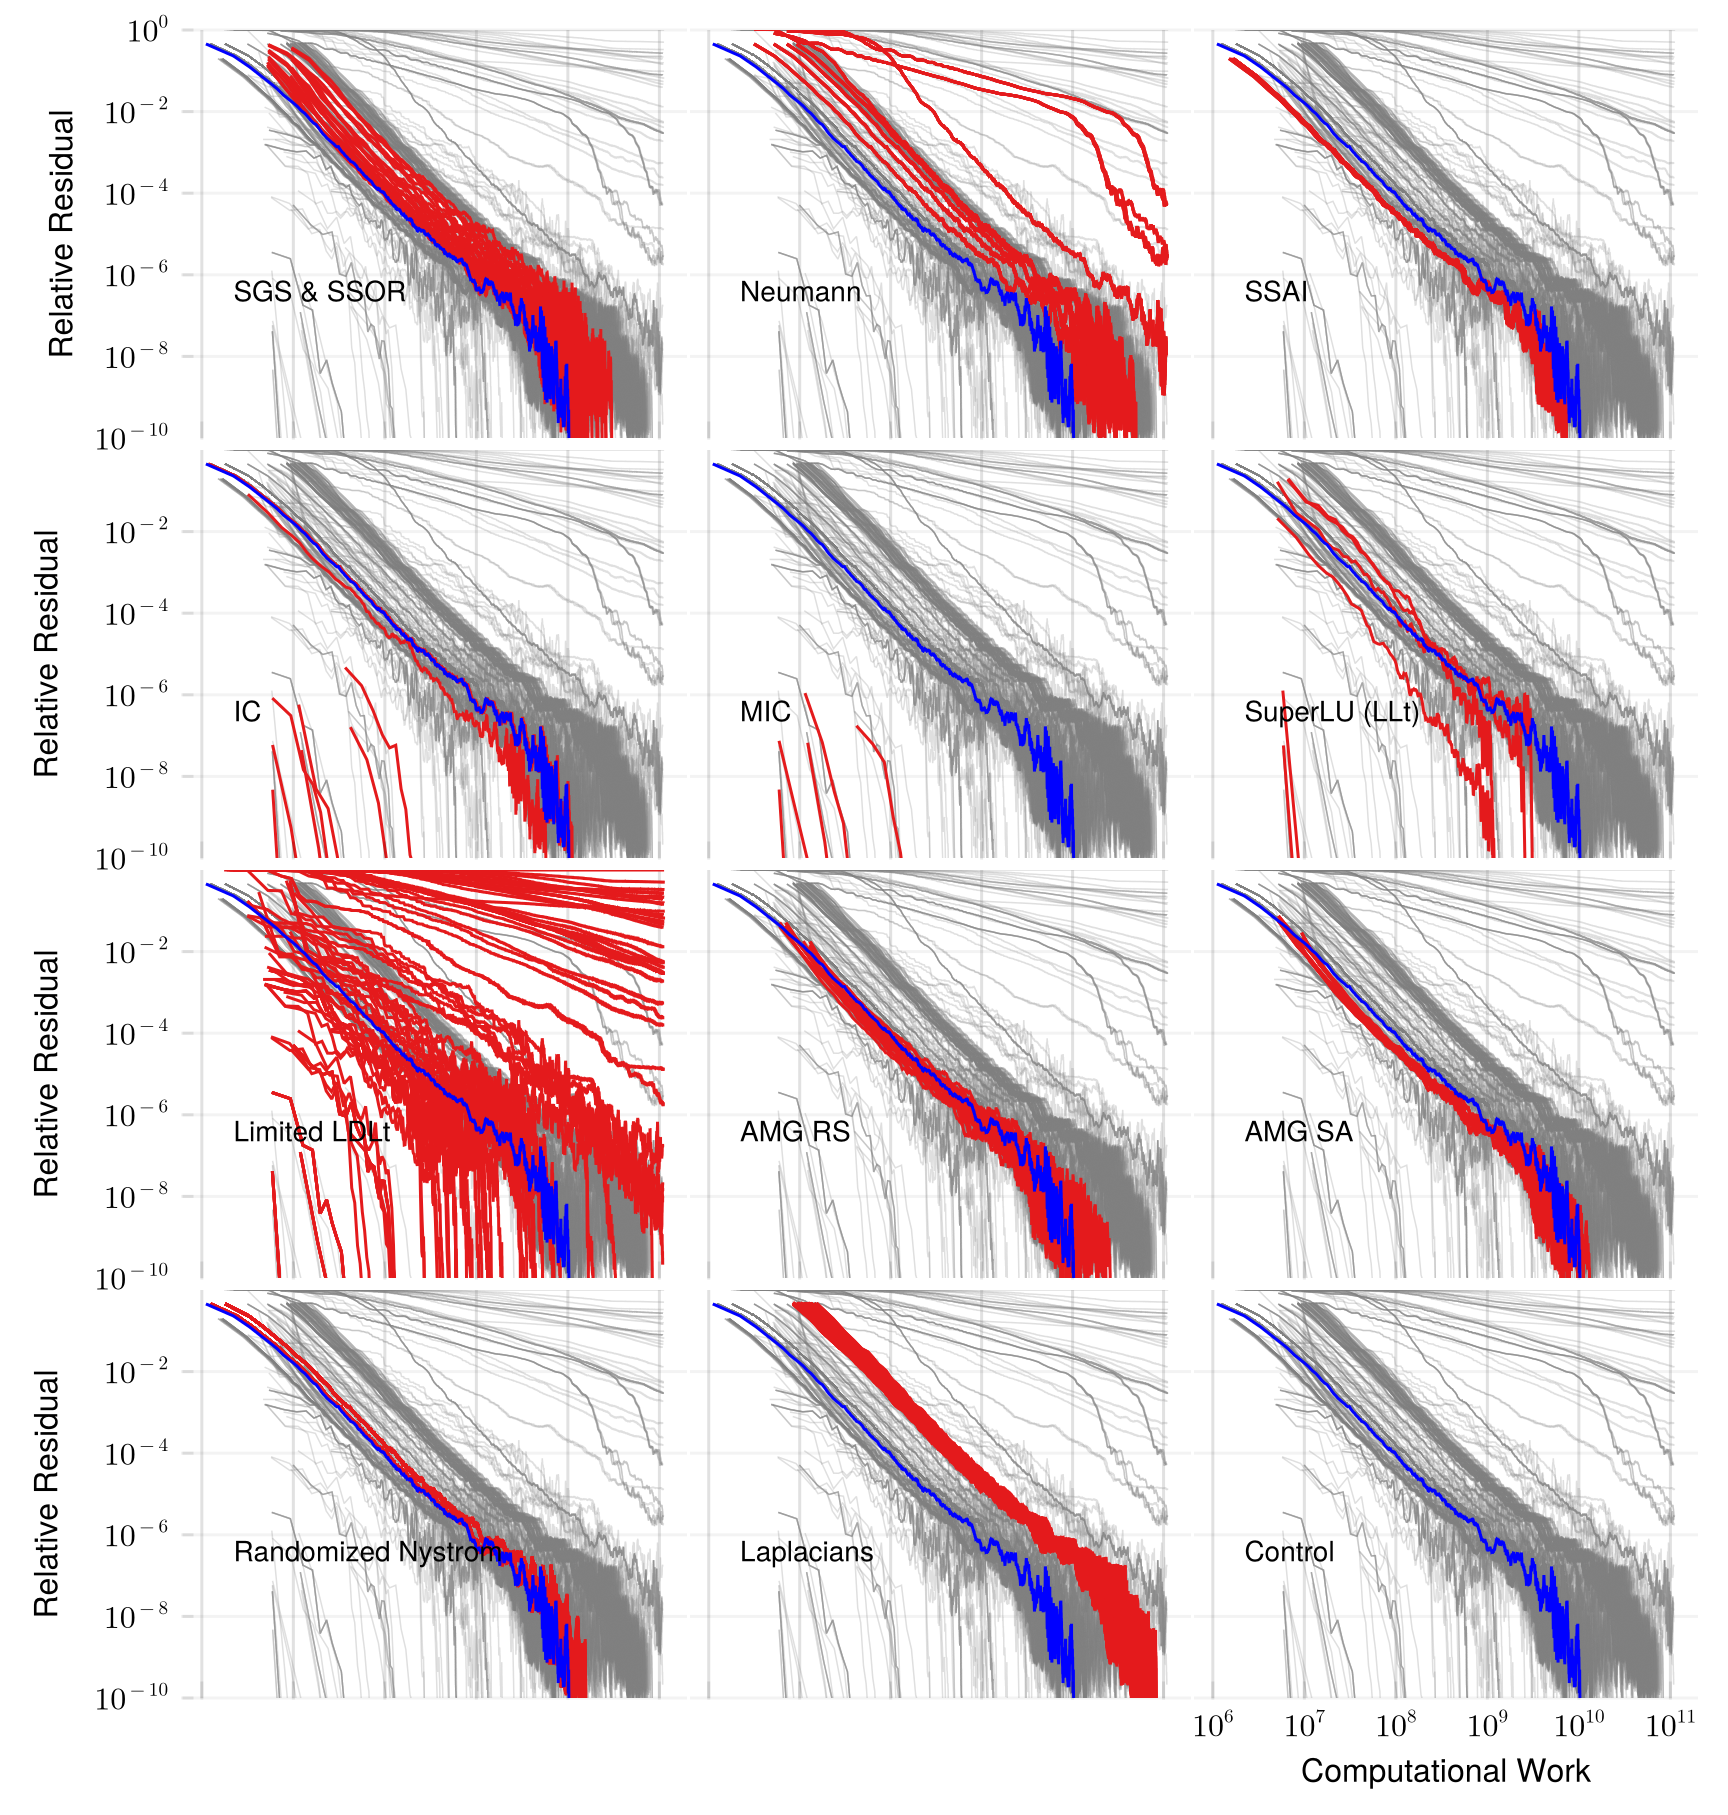 10^0
10^−2
10^−4
10^−6
10^−8
10^−10
Relative Residual
SGS & SSOR
Neumann
SSAI
10^−2
10^−4
10^−6
10^−8
10^−10
Relative Residual
IC
MIC
SuperLU (LLt)
10^−2
10^−4
10^−6
10^−8
10^−10
Relative Residual
Limited LDLt
AMG RS
AMG SA
10^−2
10^−4
10^−6
10^−8
10^−10
Relative Residual
Randomized Nystrom
Laplacians
Control
10^6 10^7 10^8 10^9 10^10 10^11
Computational Work